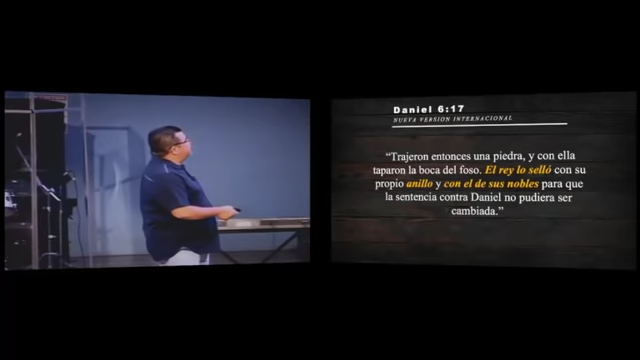 Daniel 6:17
NUEVA VERSION INTERNACIONAL
“Trajeron entonces una piedra, y con ella
taparon la boca del foso. El rey lo selló con su
propio anillo y con el de sus nobles para que
la sentencia contra Daniel no pudiera ser
cambiada.”